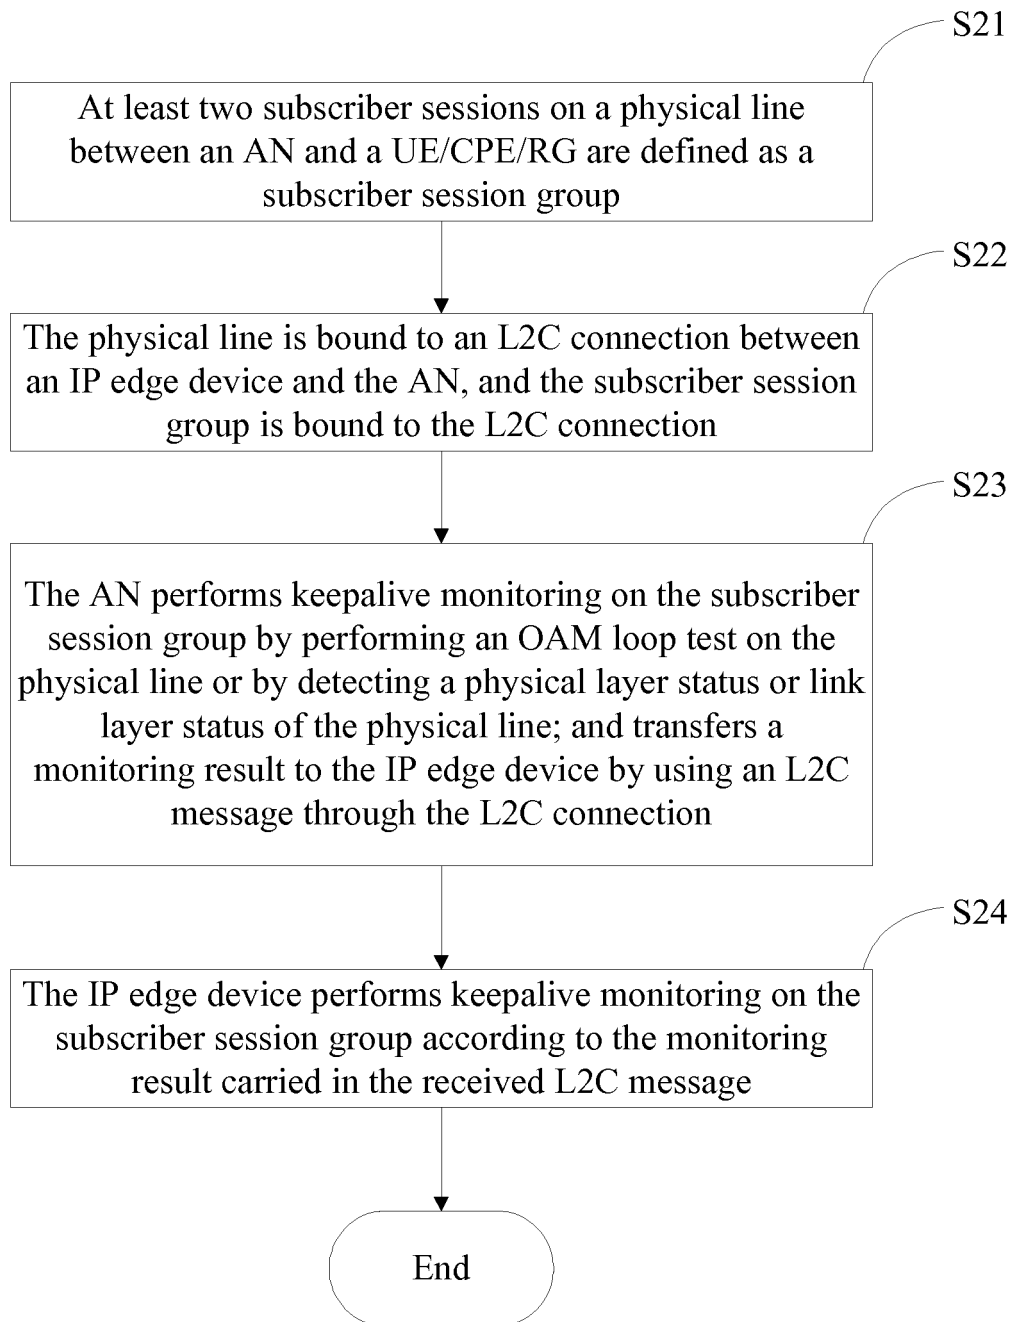 S21
At least two subscriber sessions on a physical line
between an AN and a UE/CPE/RG are defined as a
subscriber session group
S22
The physical line is bound to an L2C connection between
an IP edge device and the AN, and the subscriber session
group is bound to the L2C connection
S23
The AN performs keepalive monitoring on the subscriber
session group by performing an OAM loop test on the
physical line or by detecting a physical layer status or link
layer status of the physical line; and transfers a
monitoring result to the IP edge device by using an L2C
message through the L2C connection
S24
The IP edge device performs keepalive monitoring on the
subscriber session group according to the monitoring
result carried in the received L2C message
End